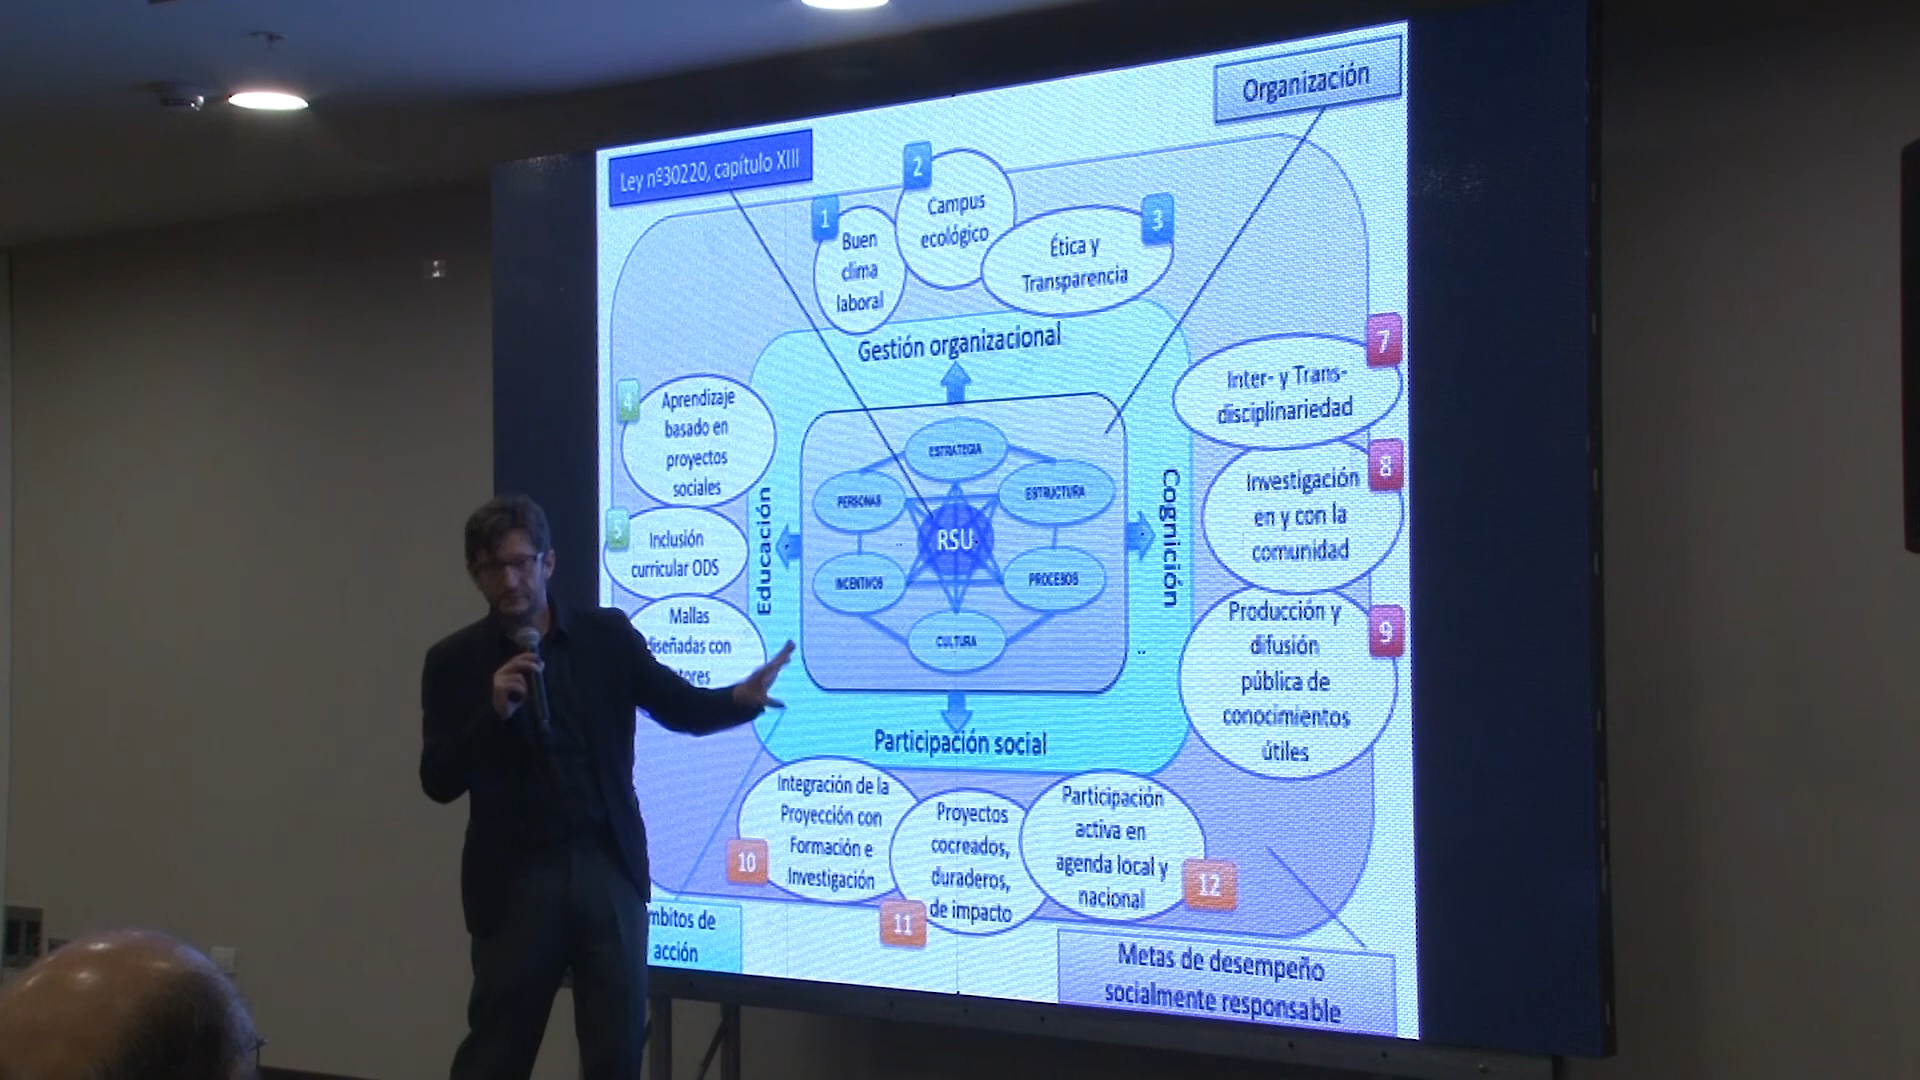 Organización
Ley nº30220, capítulo XIII
1
Buen
clima
laboral
2
Campus
ecológico
3
Ética y
Transparencia
Gestión organizacional
4
Aprendizaje
basado en
proyectos
sociales
5
Inclusión
curricular ODS
Mallas
diseñadas con
Educación
ESTRATEGIA
PERSONAS
ESTRUCTURA
RSU
INCENTIVOS
PROCESOS
CULTURA
Cognición
7
Inter- y Trans-
disciplinariedad
8
Investigación
en y con la
comunidad
9
Producción y
difusión
pública de
conocimientos
útiles
Participación social
10
Integración de la
Proyección con
Formación e
Investigación
11
Proyectos
cocreados,
duraderos,
de impacto
12
Participación
activa en
agenda local y
nacional
mbitos de
acción
Metas de desempeño
socialmente responsable